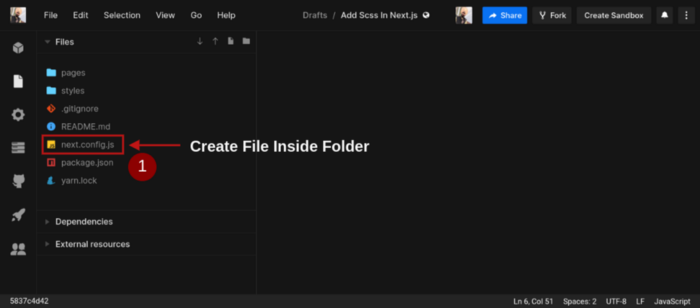 File Edit Selection View Go Help
Drafts / Add Scss In Next.js
Share
Fork
Create Sandbox
Files
pages
styles
.gitignore
README.md
next.config.js
Create File Inside Folder
1
package.json
yarn.lock
Dependencies
External resources
5837c4d42
Ln 6, Col 51 Spaces: 2 UTF-8 LF JavaScript